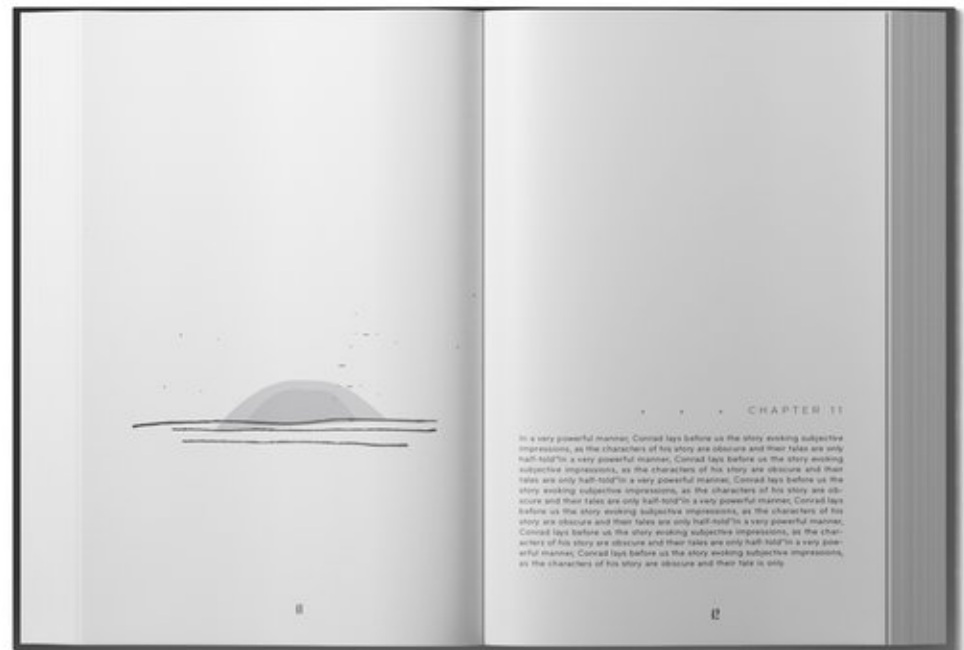 CHAPTER 11
In a very powerful manner, Conrad lays before us the story evoking subjective
impressions, as the characters of his story are obscure and their tales are only
half-told"In a very powerful manner, Conrad lays before us the story evoking
subjective impressions, as the characters of his story are obscure and their
tales are only half-told"In a very powerful manner, Conrad lays before us the
story evoking subjective impressions, as the characters of his story are ob-
scure and their tales are only half-told"In a very powerful manner, Conrad lays
before us the story evoking subjective impressions, as the characters of his
story are obscure and their tales are only half-told"In a very powerful manner,
Conrad lays before us the story evoking subjective impressions, as the char-
acters of his story are obscure and their tales are only half-told"In a very pow-
erful manner, Conrad lays before us the story evoking subjective impressions,
as the characters of his story are obscure and their tale is only.
42